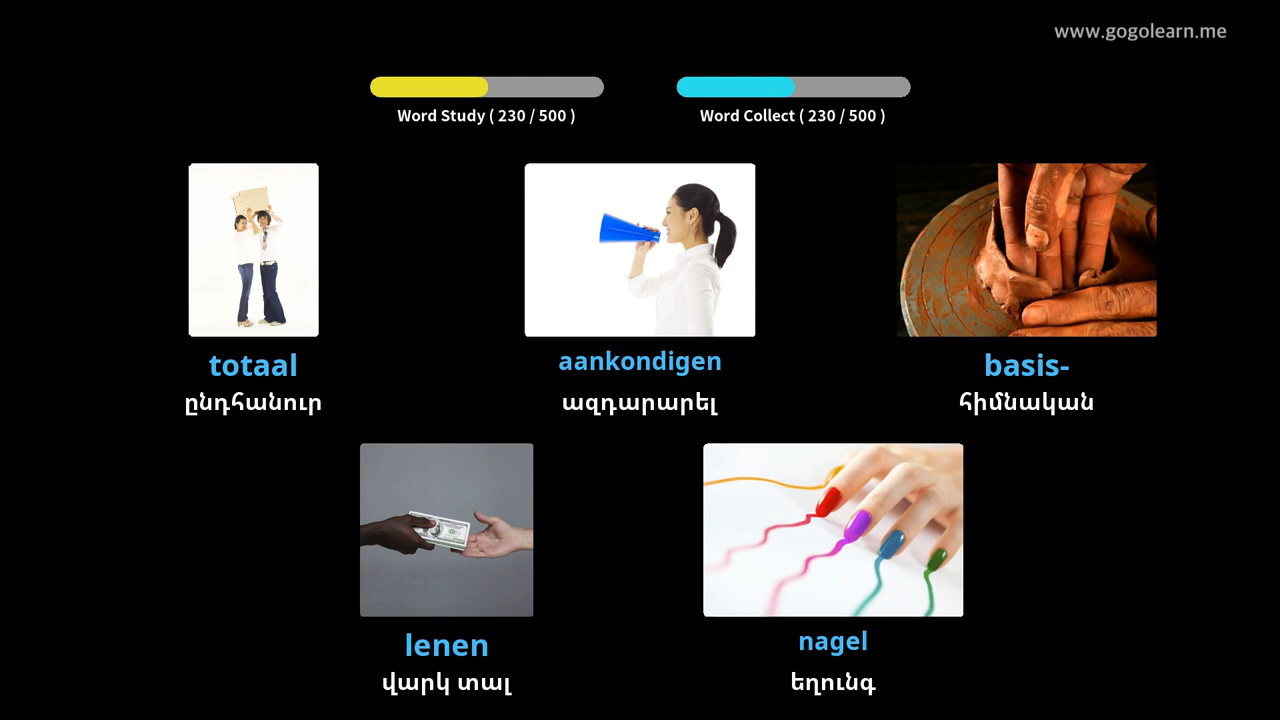 www.gogolearn.me
Word Study ( 230 / 500 )
Word Collect ( 230 / 500 )
totaal
ընդհանուր
aankondigen
ազդարարել
basis-
հիմնական
lenen
վարկ տալ
nagel
եղունգ